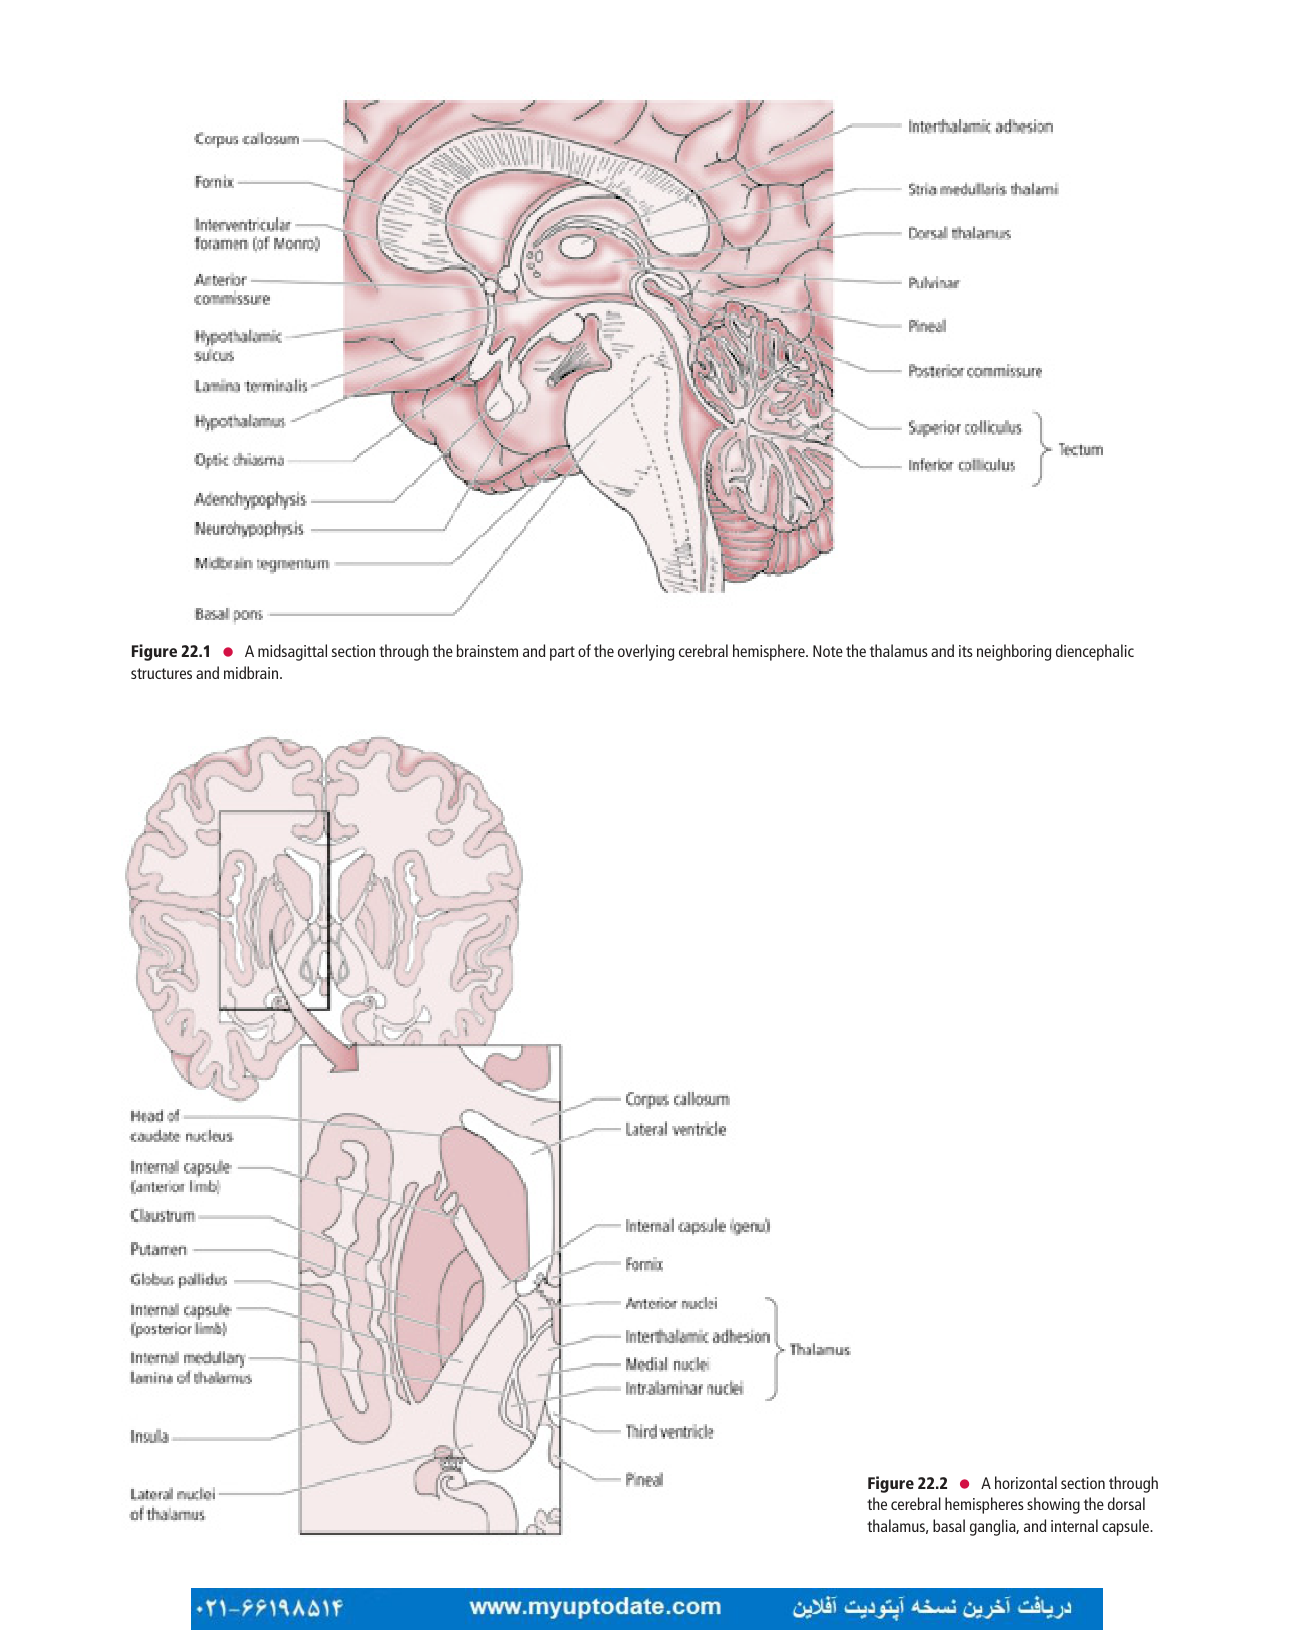 Corpus callosum
Fornix
Interventricular
foramen (of Monro)
Anterior
commissure
Hypothalamic
sulcus
Lamina terminalis
Hypothalamus
Optic chiasma
Adenohypophysis
Neurohypophysis
Midbrain tegmentum
Basal pons
Interthalamic adhesion
Stria medullaris thalami
Dorsal thalamus
Pulvinar
Pineal
Posterior commissure
Superior colliculus
Inferior colliculus
Tectum
Figure 22.1 ● A midsagittal section through the brainstem and part of the overlying cerebral hemisphere. Note the thalamus and its neighboring diencephalic
structures and midbrain.
Head of
caudate nucleus
Internal capsule
(anterior limb)
Claustrum
Putamen
Globus pallidus
Internal capsule
(posterior limb)
Internal medullary
lamina of thalamus
Insula
Lateral nuclei
of thalamus
Corpus callosum
Lateral ventricle
Internal capsule (genu)
Fornix
Anterior nuclei
Interthalamic adhesion
Medial nuclei
Intralaminar nuclei
Thalamus
Third ventricle
Pineal
Figure 22.2 ● A horizontal section through
the cerebral hemispheres showing the dorsal
thalamus, basal ganglia, and internal capsule.
۰۲۱-۶۶۱۹۸۵۱۴ www.myuptodate.com دریافت آخرین نسخه آپتودیت آفلاین